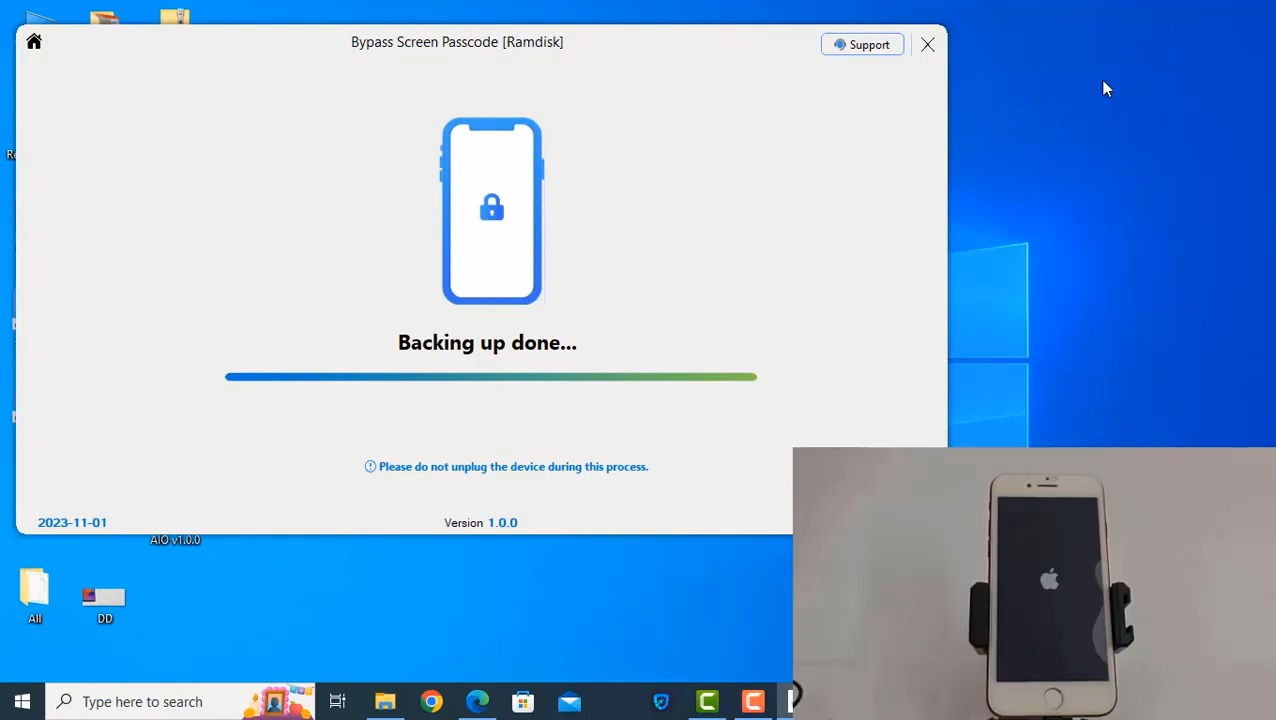 Bypass Screen Passcode [Ramdisk]
Support
Backing up done...
Please do not unplug the device during this process.
2023-11-01
Version 1.0.0
AIO v1.0.0
All
DD
Type here to search